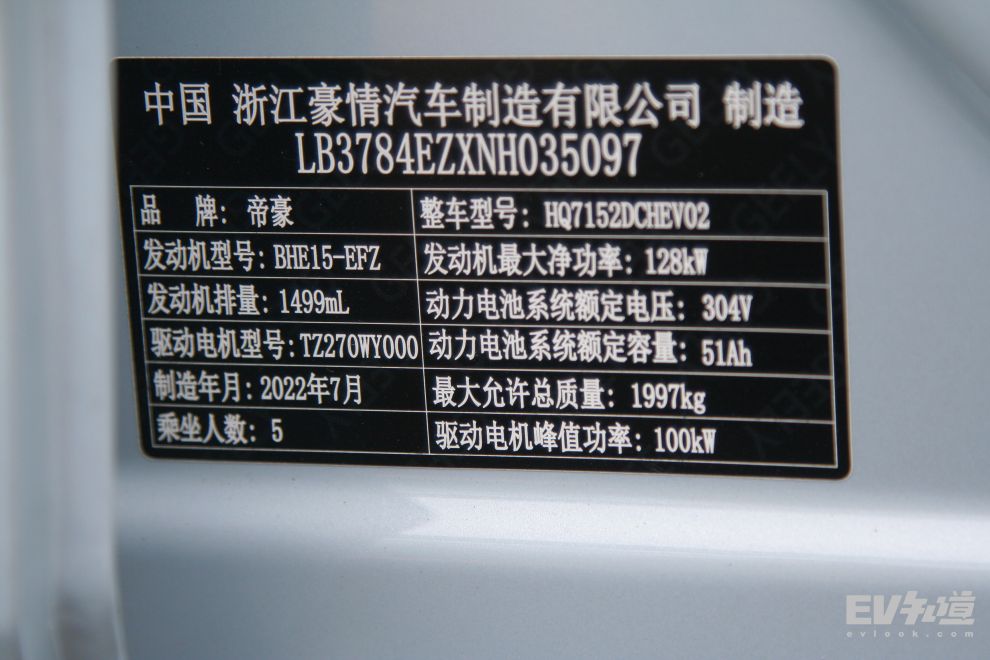 中国 浙江豪情汽车制造有限公司 制造
LB3784EZXNH035097
品 牌: 帝豪 整车型号: HQ7152DCHEV02
发动机型号: BHE15-EFZ 发动机最大净功率: 128kW
发动机排量: 1499mL 动力电池系统额定电压: 304V
驱动电机型号: TZ270WY000 动力电池系统额定容量: 51Ah
制造年月: 2022年7月 最大允许总质量: 1997kg
乘坐人数: 5 驱动电机峰值功率: 100kW
EV知道
evlook.com